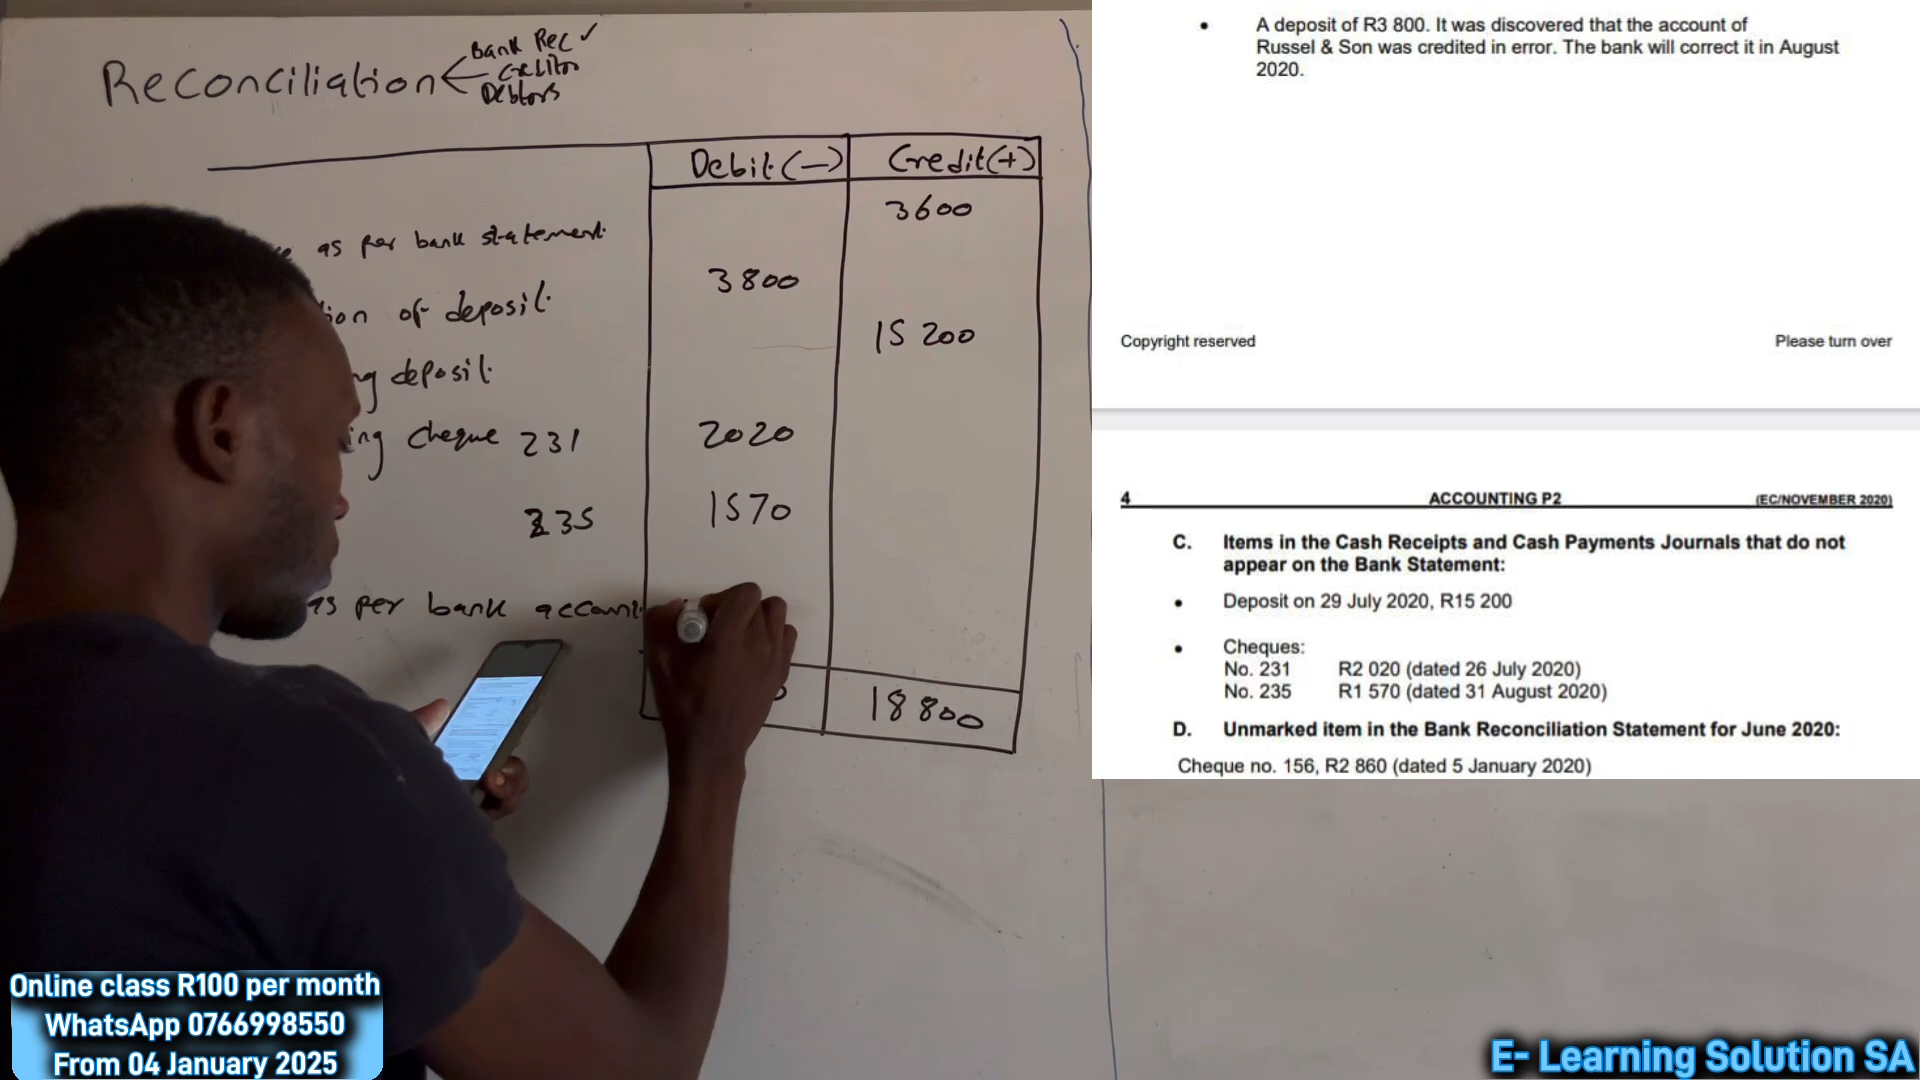 Reconciliation
Bank Rec ✓
Creditor
Debtors
Debit (-) Credit (+)
as per bank statement. 3600
of deposit. 3800
deposit. 15 200
cheque 231 2020
235 1570
as per bank account
18 800
• A deposit of R3 800. It was discovered that the account of
Russel & Son was credited in error. The bank will correct it in August
2020.
Copyright reserved Please turn over
4 ACCOUNTING P2 (EC/NOVEMBER 2020)
C. Items in the Cash Receipts and Cash Payments Journals that do not
appear on the Bank Statement:
• Deposit on 29 July 2020, R15 200
• Cheques:
No. 231 R2 020 (dated 26 July 2020)
No. 235 R1 570 (dated 31 August 2020)
D. Unmarked item in the Bank Reconciliation Statement for June 2020:
Cheque no. 156, R2 860 (dated 5 January 2020)
Online class R100 per month
WhatsApp 0766998550
From 04 January 2025
E- Learning Solution SA